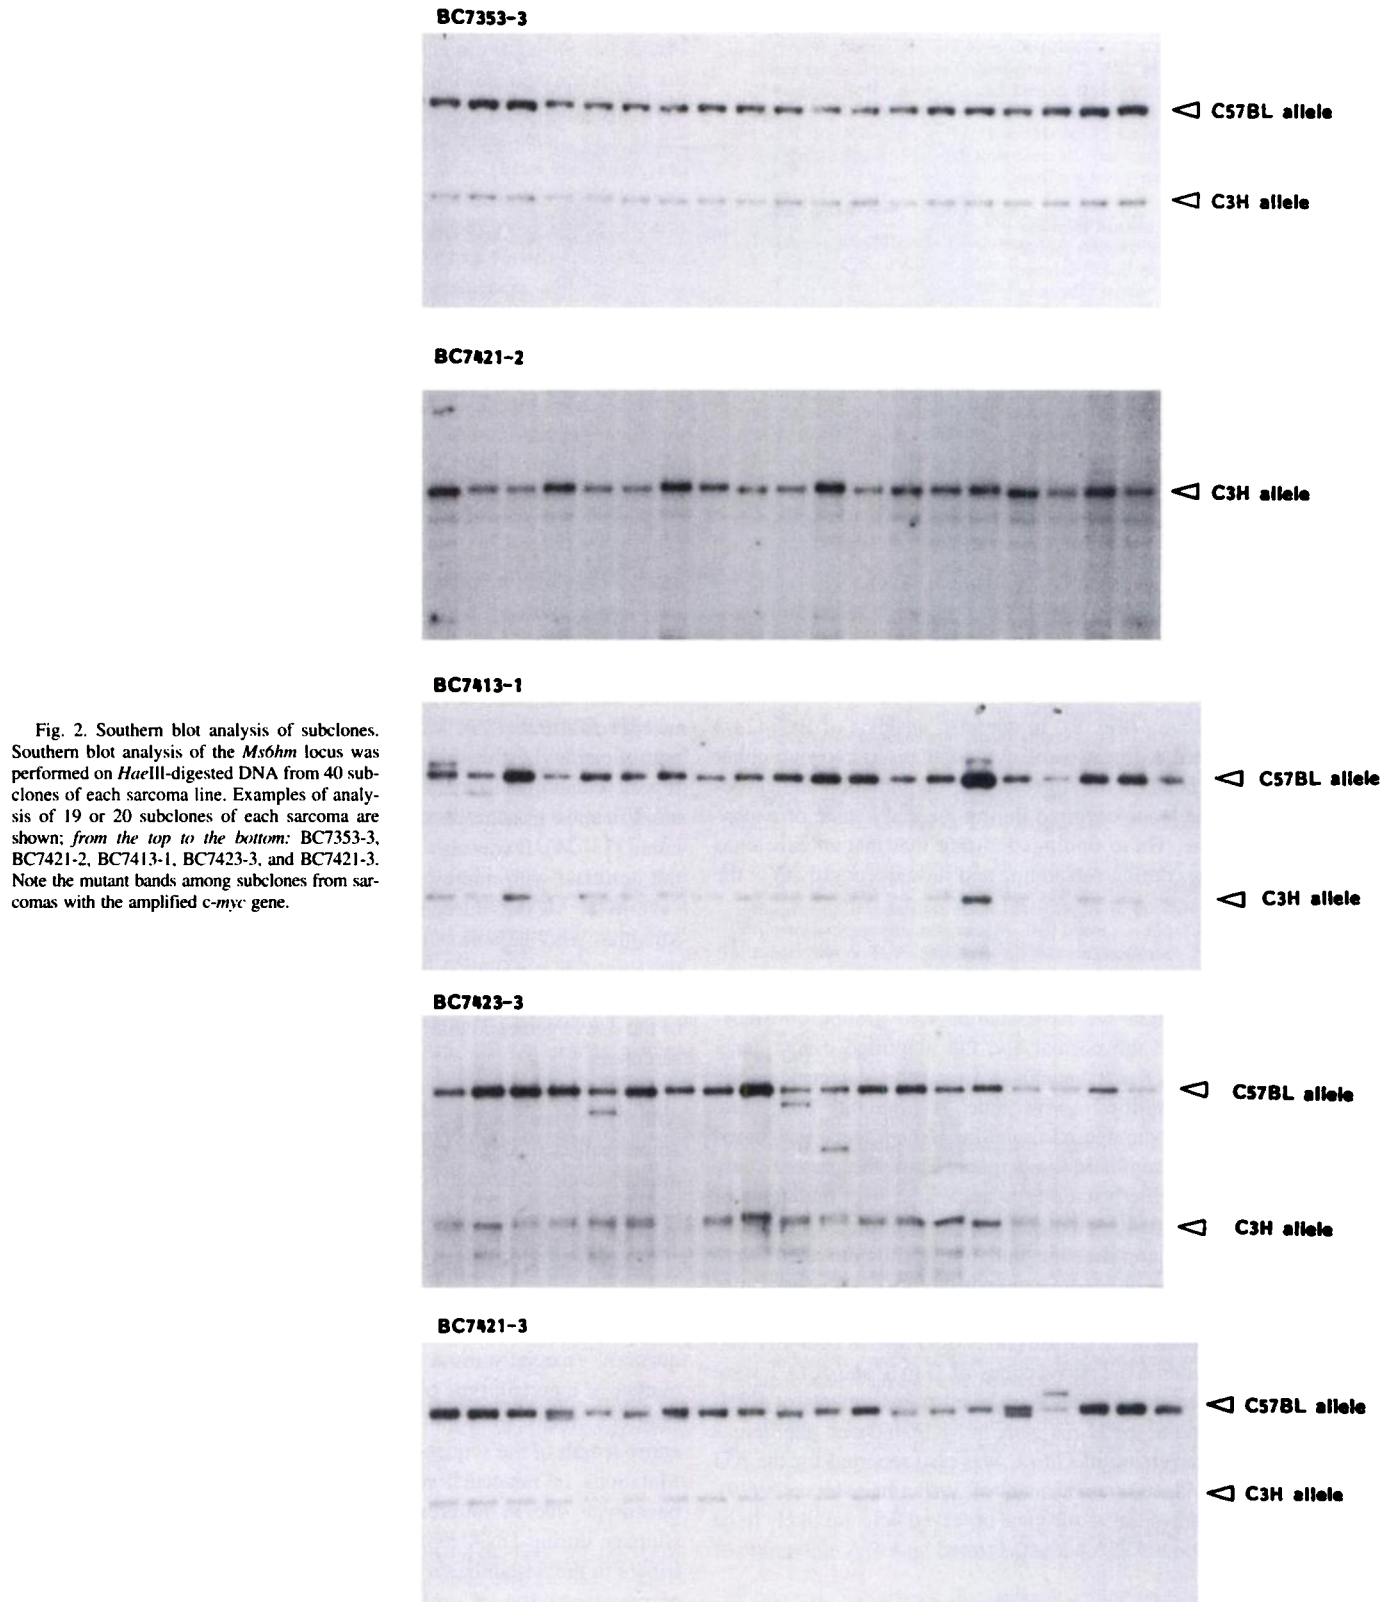 BC7353-3
C57BL allele
C3H allele
BC7421-2
C3H allele
BC7413-1
C57BL allele
C3H allele
Fig. 2. Southern blot analysis of subclones.
Southern blot analysis of the Ms6hm locus was
performed on HaeIII-digested DNA from 40 sub-
clones of each sarcoma line. Examples of analy-
sis of 19 or 20 subclones of each sarcoma are
shown; from the top to the bottom: BC7353-3,
BC7421-2, BC7413-1, BC7423-3, and BC7421-3.
Note the mutant bands among subclones from sar-
comas with the amplified c-myc gene.
BC7423-3
C57BL allele
C3H allele
BC7421-3
C57BL allele
C3H allele